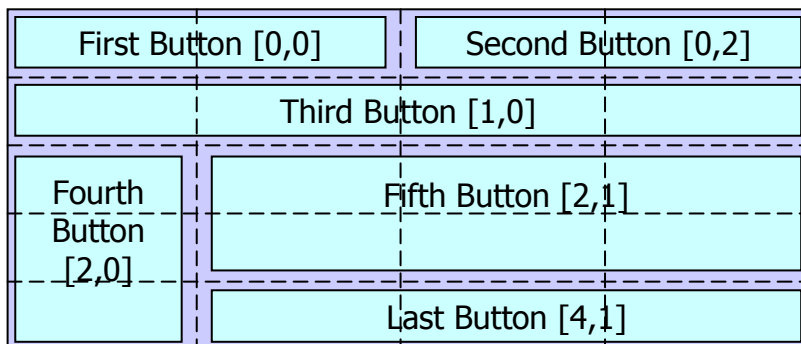 First Button [0,0]
Second Button [0,2]
Third Button [1,0]
Fourth
Button
[2,0]
Fifth Button [2,1]
Last Button [4,1]